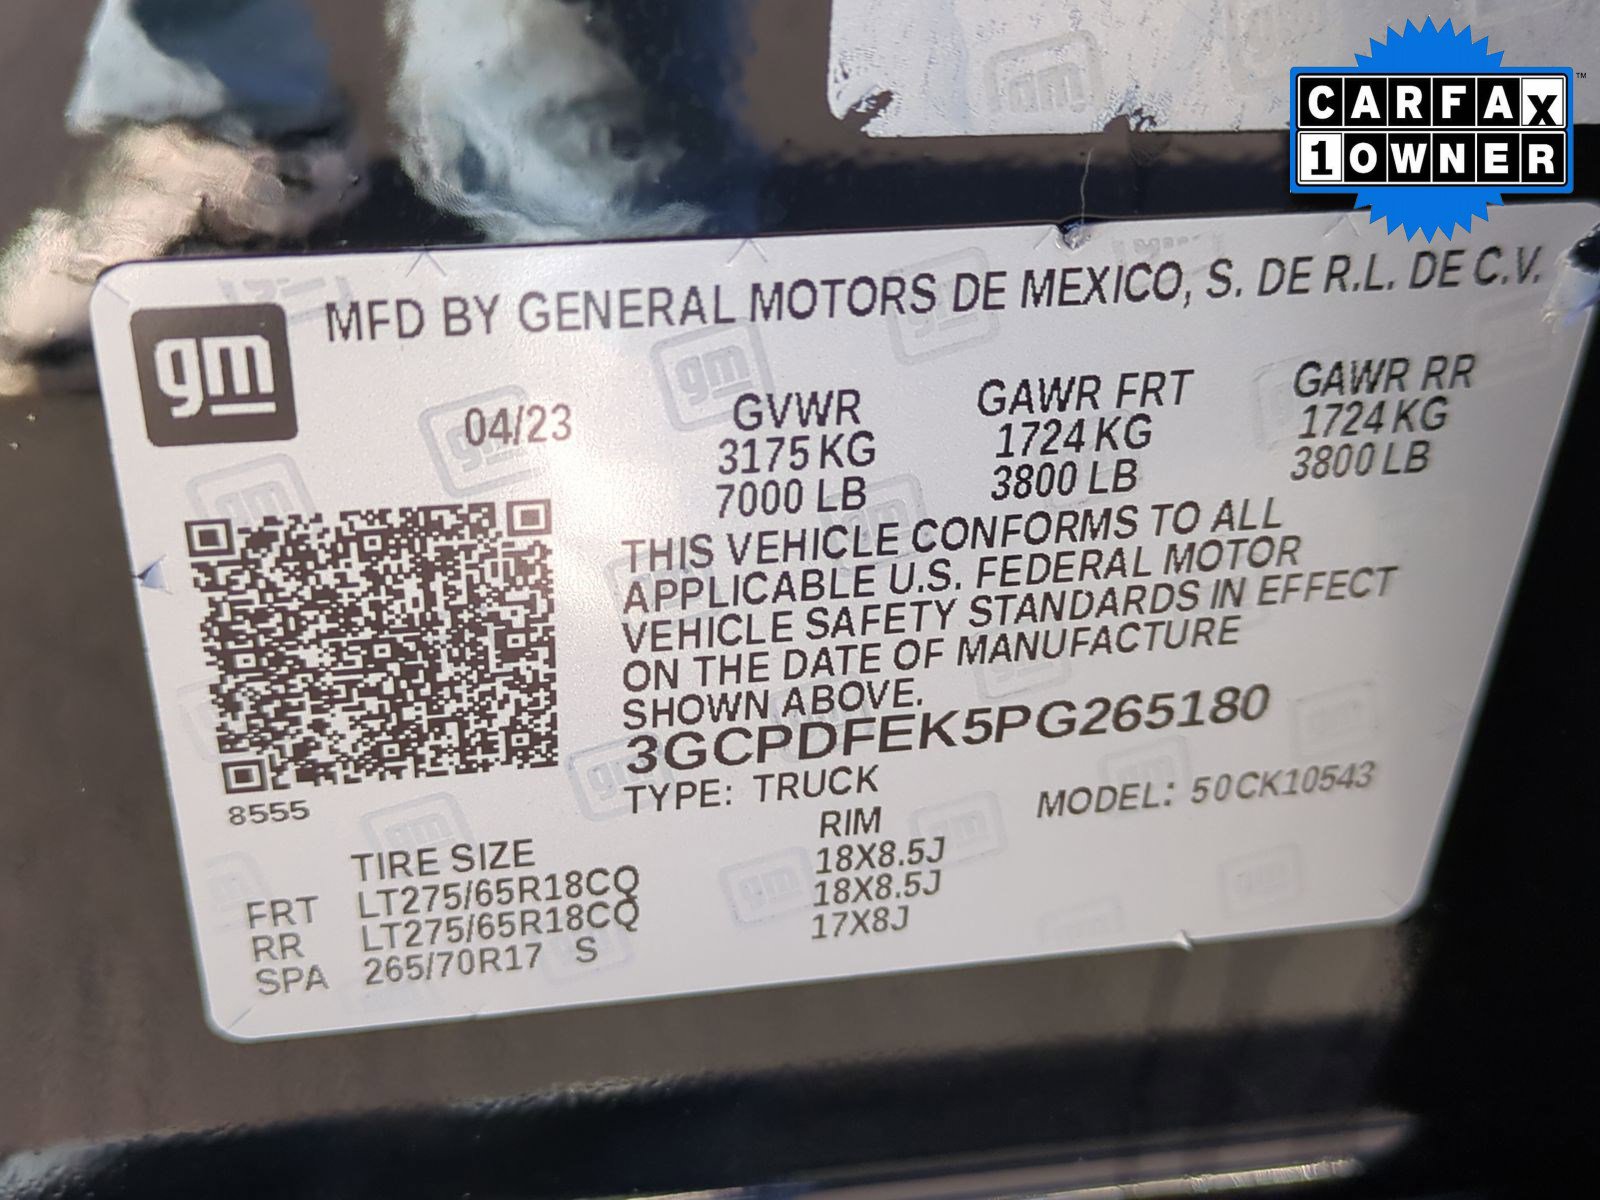 CARFAX
1 OWNER
™
gm
MFD BY GENERAL MOTORS DE MEXICO, S. DE R.L. DE C.V.
04/23 GVWR GAWR FRT GAWR RR
3175 KG 1724 KG 1724 KG
7000 LB 3800 LB 3800 LB
THIS VEHICLE CONFORMS TO ALL
APPLICABLE U.S. FEDERAL MOTOR
VEHICLE SAFETY STANDARDS IN EFFECT
ON THE DATE OF MANUFACTURE
SHOWN ABOVE.
3GCPDFEK5PG265180
TYPE: TRUCK MODEL: 50CK10543
8555
TIRE SIZE RIM
FRT LT275/65R18CQ 18X8.5J
RR LT275/65R18CQ 18X8.5J
SPA 265/70R17 S 17X8J